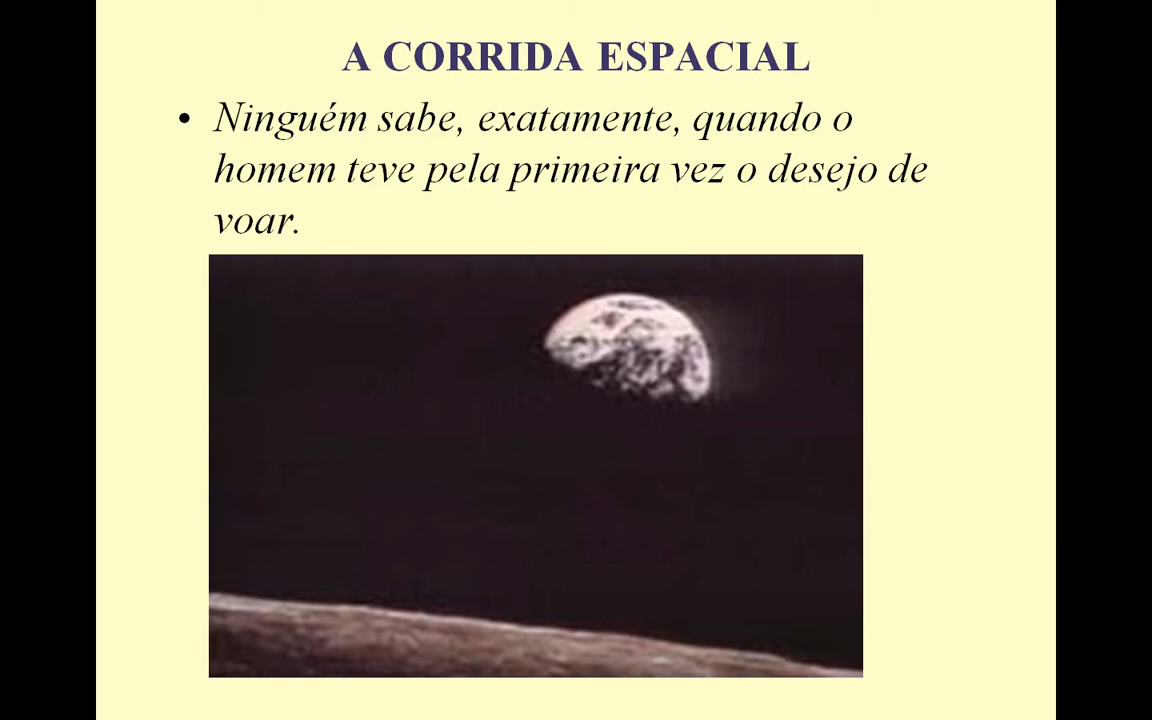 A CORRIDA ESPACIAL
• Ninguém sabe, exatamente, quando o
homem teve pela primeira vez o desejo de
voar.